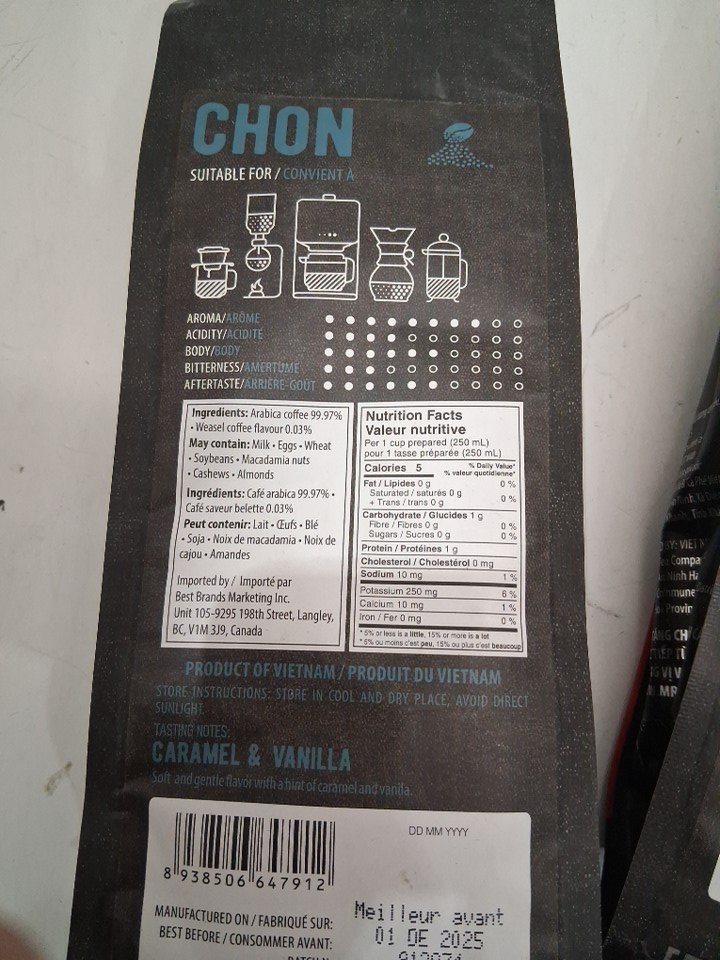 CHON
SUITABLE FOR / CONVIENT À
AROMA/ARÔME
ACIDITY/ACIDITÉ
BODY/BODY
BITTERNESS/AMERTUME
AFTERTASTE/ARRIÈRE-GOÛT
Ingredients: Arabica coffee 99.97%
• Weasel coffee flavour 0.03%
May contain: Milk • Eggs • Wheat
• Soybeans • Macadamia nuts
• Cashews • Almonds
Ingrédients: Café arabica 99.97% •
Café saveur belette 0.03%
Peut contenir: Lait • Œufs • Blé
• Soja • Noix de macadamia • Noix de
cajou • Amandes
Imported by / Importé par
Best Brands Marketing Inc.
Unit 105-9295 198th Street, Langley,
BC, V1M 3J9, Canada
Nutrition Facts
Valeur nutritive
Per 1 cup prepared (250 mL)
pour 1 tasse préparée (250 mL)
Calories 5
% Daily Value*
% valeur quotidienne*
Fat / Lipides 0 g 0 %
Saturated / saturés 0 g
+ Trans / trans 0 g 0 %
Carbohydrate / Glucides 1 g
Fibre / Fibres 0 g 0 %
Sugars / Sucres 0 g 0 %
Protein / Protéines 1 g
Cholesterol / Cholestérol 0 mg
Sodium 10 mg 1 %
Potassium 250 mg 6 %
Calcium 10 mg 1 %
Iron / Fer 0 mg 0 %
* 5% or less is a little, 15% or more is a lot
* 5% ou moins c'est peu, 15% ou plus c'est beaucoup
PRODUCT OF VIETNAM / PRODUIT DU VIETNAM
STORE INSTRUCTIONS: STORE IN COOL AND DRY PLACE, AVOID DIRECT
SUNLIGHT
TASTING NOTES:
CARAMEL & VANILLA
Soft and gentle flavor with a hint of caramel and vanilla.
DD MM YYYY
8 938506 647912
MANUFACTURED ON / FABRIQUÉ SUR:
BEST BEFORE / CONSOMMER AVANT:
Meilleur avant
01 DE 2025